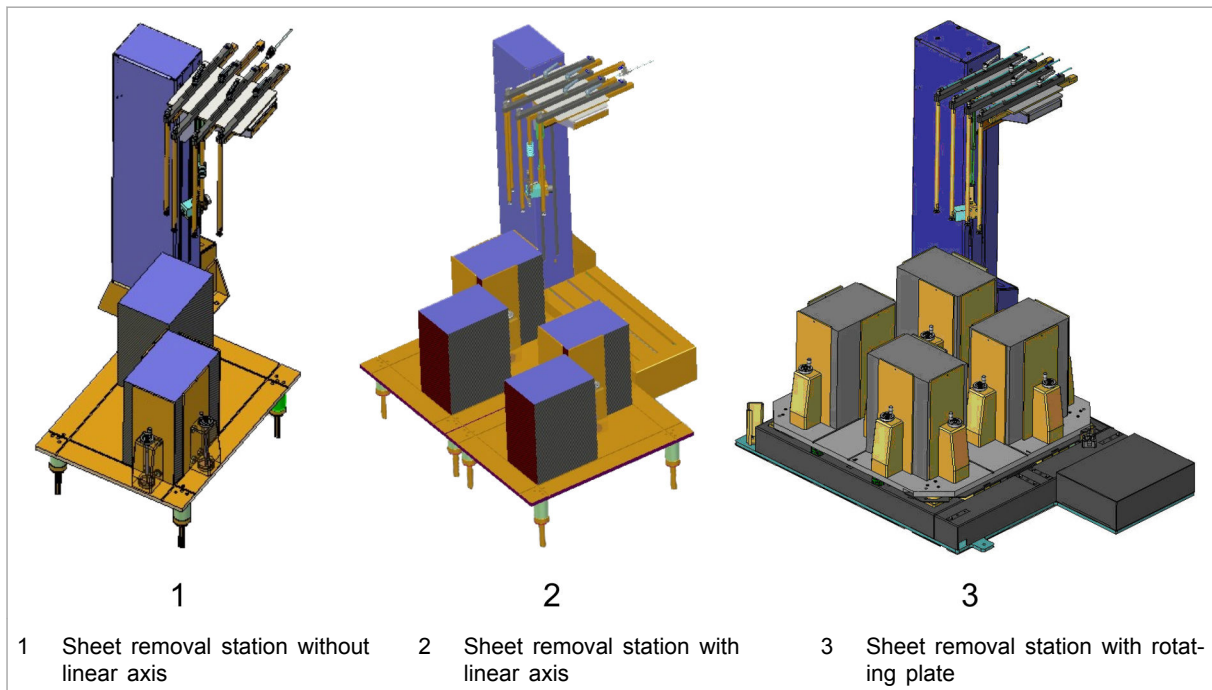 1
2
3
1 Sheet removal station without
linear axis
2 Sheet removal station with
linear axis
3 Sheet removal station with rotat-
ing plate